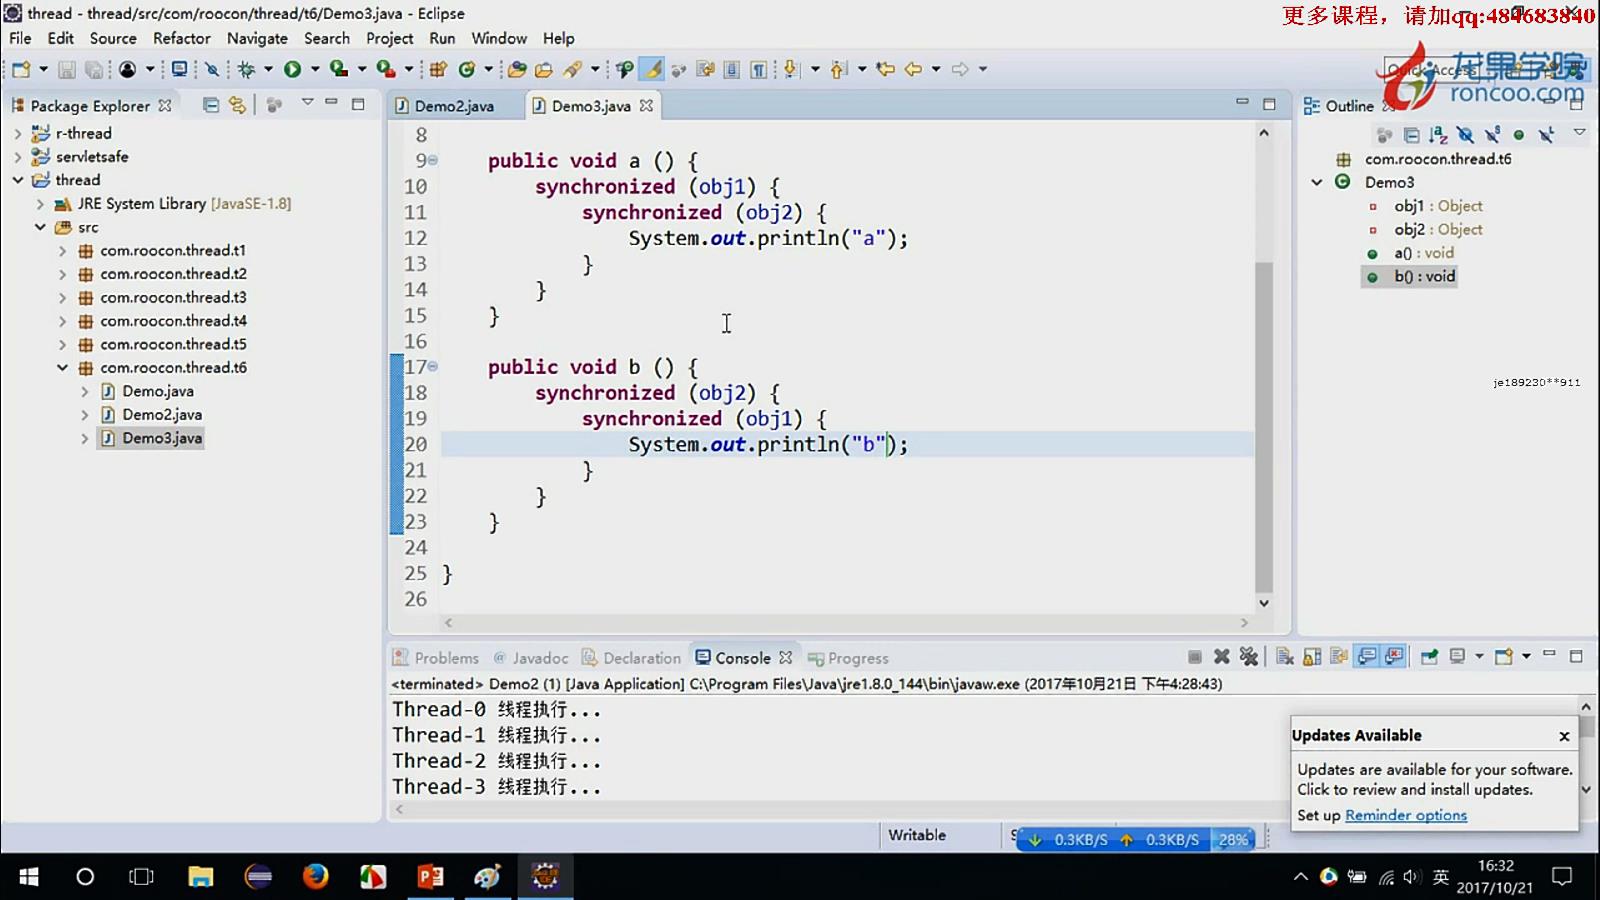 thread - thread/src/com/roocon/thread/t6/Demo3.java - Eclipse
更多课程，请加qq:484683840
File Edit Source Refactor Navigate Search Project Run Window Help
龙果学院
roncoo.com
Quick Access
Package Explorer
Demo2.java
Demo3.java
Outline
r-thread
servletsafe
thread
JRE System Library [JavaSE-1.8]
src
com.roocon.thread.t1
com.roocon.thread.t2
com.roocon.thread.t3
com.roocon.thread.t4
com.roocon.thread.t5
com.roocon.thread.t6
Demo.java
Demo2.java
Demo3.java
8
9 public void a () {
10 synchronized (obj1) {
11 synchronized (obj2) {
12 System.out.println("a");
13 }
14 }
15 }
16
17 public void b () {
18 synchronized (obj2) {
19 synchronized (obj1) {
20 System.out.println("b");
21 }
22 }
23 }
24
25 }
26
com.roocon.thread.t6
Demo3
obj1 : Object
obj2 : Object
a() : void
b() : void
je189230**911
Problems @ Javadoc Declaration Console Progress
<terminated> Demo2 (1) [Java Application] C:\Program Files\Java\jre1.8.0_144\bin\javaw.exe (2017年10月21日 下午4:28:43)
Thread-0 线程执行...
Thread-1 线程执行...
Thread-2 线程执行...
Thread-3 线程执行...
Updates Available
Updates are available for your software.
Click to review and install updates.
Set up Reminder options
Writable
0.3KB/S 0.3KB/S 28%
英
16:32
2017/10/21